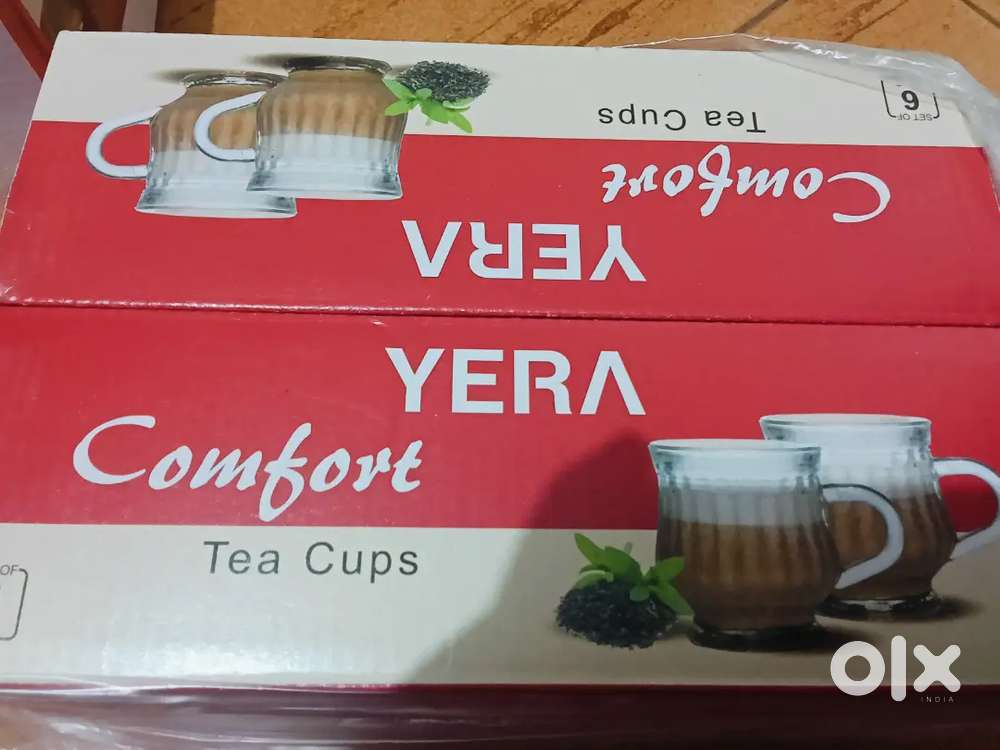 SET OF
6
Tea Cups
Comfort
YERA
YERA
Comfort
Tea Cups
OF
olx
INDIA